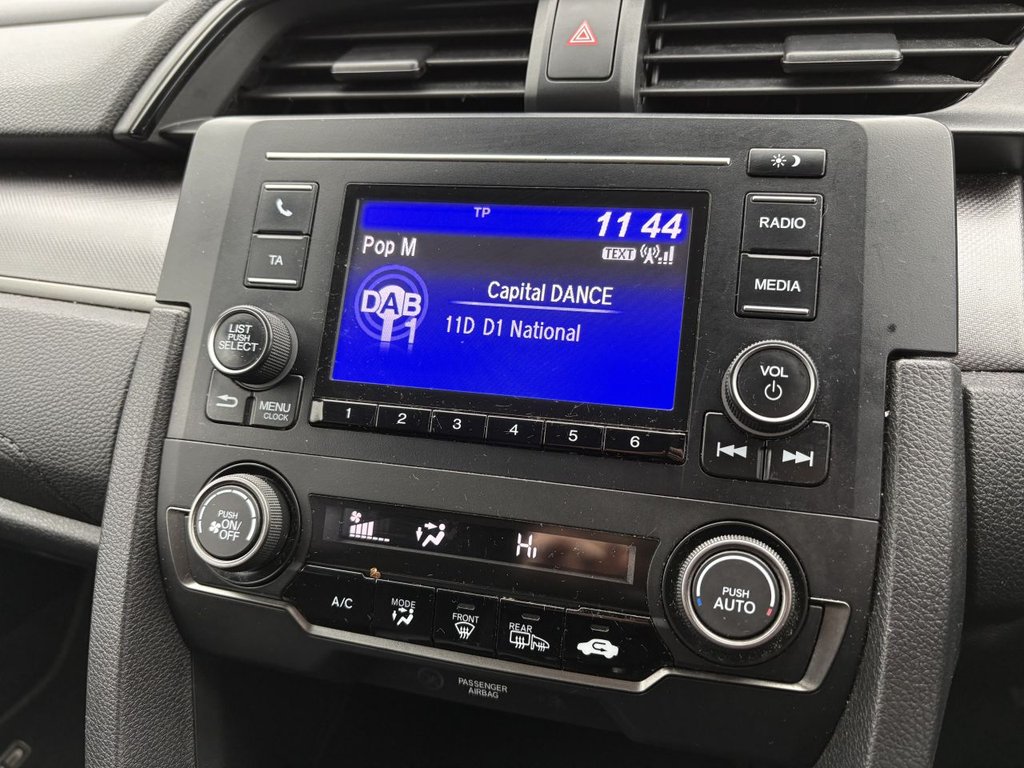 TP
11 44
Pop M
TEXT
DAB
1
Capital DANCE
11D D1 National
TA
RADIO
MEDIA
LIST
PUSH
SELECT
VOL
MENU
CLOCK
1 2 3 4 5 6
PUSH
ON/
OFF
Hi
PUSH
AUTO
A/C
MODE
FRONT
REAR
PASSENGER
AIRBAG